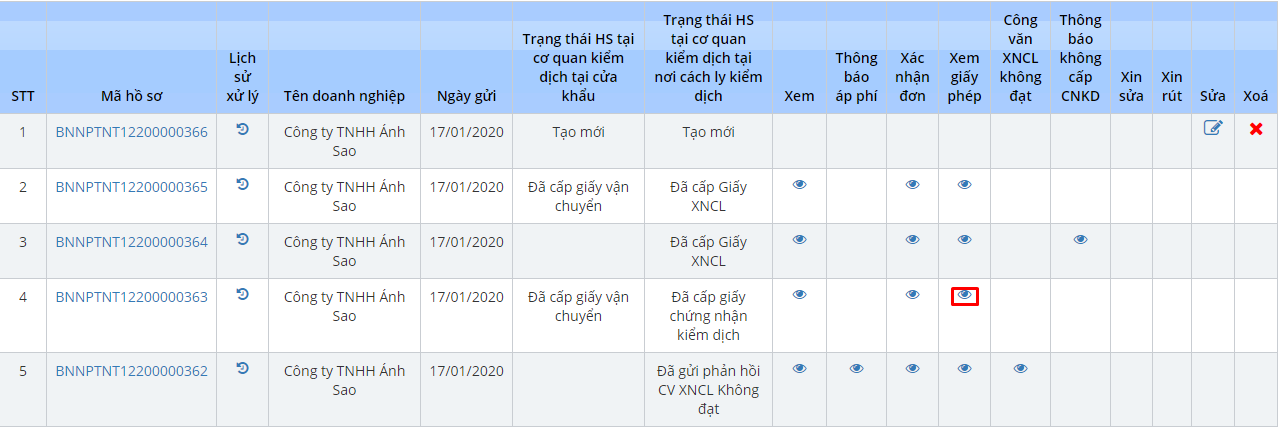 STT
Mã hồ sơ
Lịch
sử
xử lý
Tên doanh nghiệp
Ngày gửi
Trạng thái HS tại
cơ quan kiểm
dịch tại cửa
khẩu
Trạng thái HS
tại cơ quan
kiểm dịch tại
nơi cách ly kiểm
dịch
Xem
Thông
báo
áp phí
Xác
nhận
đơn
Xem
giấy
phép
Công
văn
XNCL
không
đạt
Thông
báo
không
cấp
CNKD
Xin
sửa
Xin
rút
Sửa
Xoá
1
BNNPTNT12200000366
Công ty TNHH Ánh
Sao
17/01/2020
Tạo mới
Tạo mới
2
BNNPTNT12200000365
Công ty TNHH Ánh
Sao
17/01/2020
Đã cấp giấy vận
chuyển
Đã cấp Giấy
XNCL
3
BNNPTNT12200000364
Công ty TNHH Ánh
Sao
17/01/2020
Đã cấp Giấy
XNCL
4
BNNPTNT12200000363
Công ty TNHH Ánh
Sao
17/01/2020
Đã cấp giấy vận
chuyển
Đã cấp giấy
chứng nhận
kiểm dịch
5
BNNPTNT12200000362
Công ty TNHH Ánh
Sao
17/01/2020
Đã gửi phản hồi
CV XNCL Không
đạt